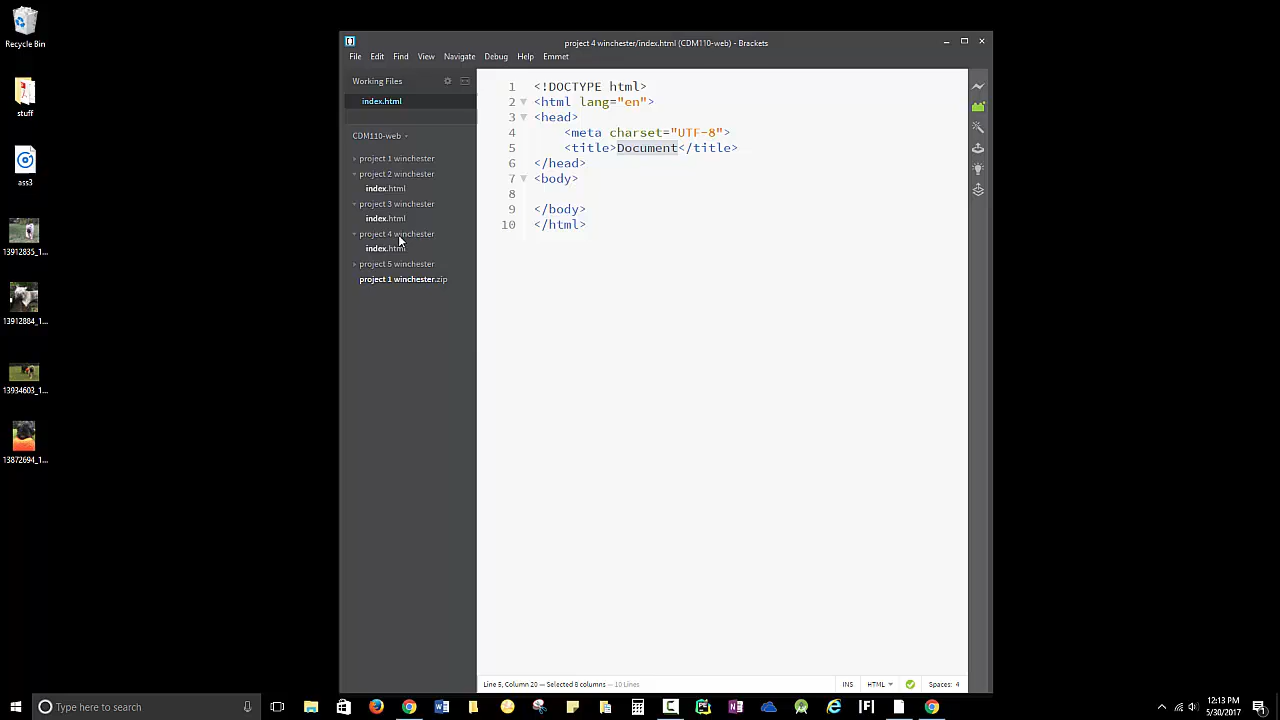 Recycle Bin
stuff
ass3
13912835_1...
13912884_1...
13934603_1...
13872694_1...
project 4 winchester/index.html (CDM110-web) - Brackets
File Edit Find View Navigate Debug Help Emmet
Working Files
index.html
CDM110-web
project 1 winchester
project 2 winchester
index.html
project 3 winchester
index.html
project 4 winchester
index.html
project 5 winchester
project 1 winchester.zip
1 <!DOCTYPE html>
2 <html lang="en">
3 <head>
4 <meta charset="UTF-8">
5 <title>Document</title>
6 </head>
7 <body>
8
9 </body>
10 </html>
Line 5, Column 20 — Selected 8 columns — 10 Lines
INS HTML Spaces: 4
Type here to search
12:13 PM
5/30/2017